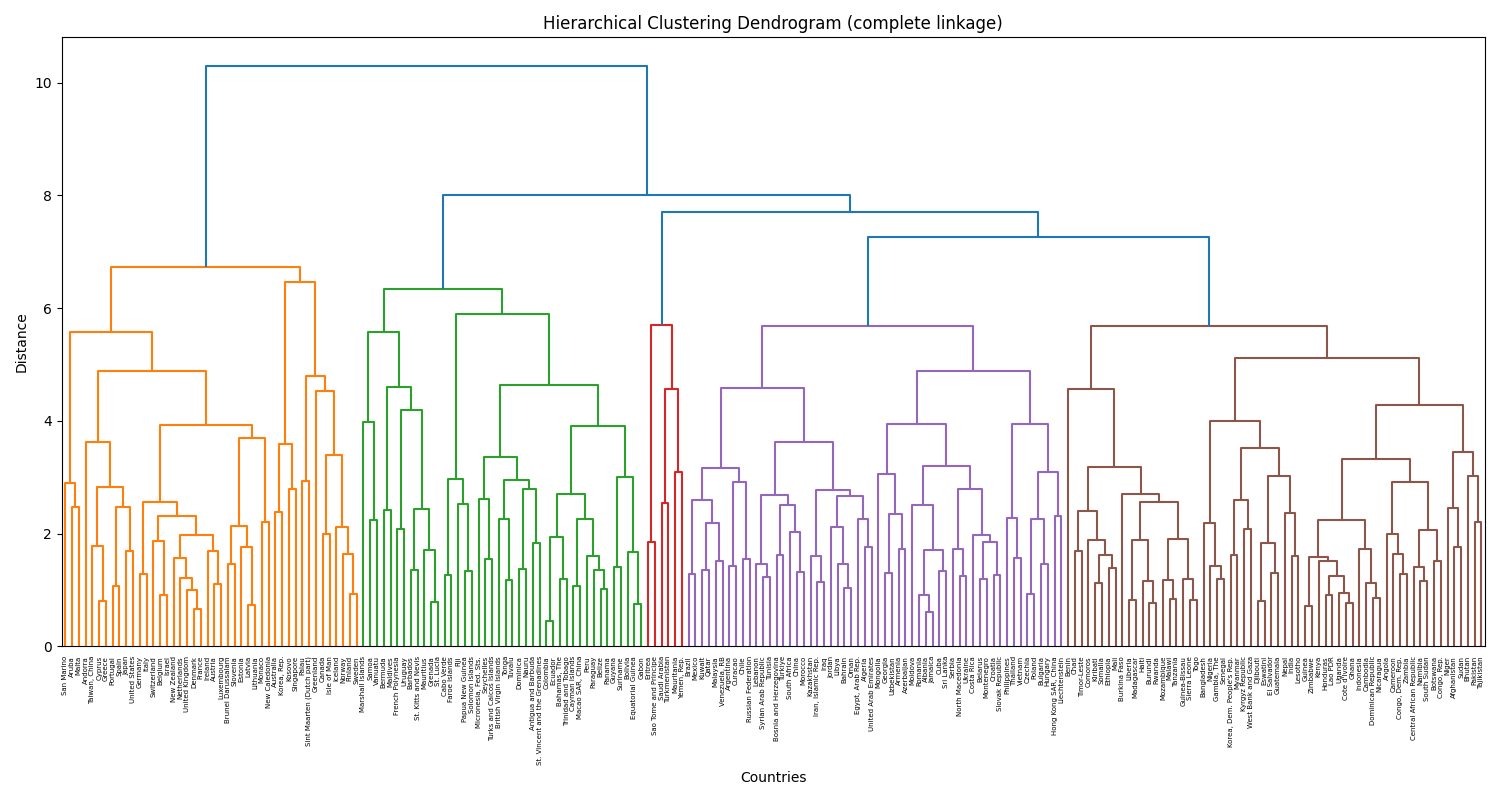 Hierarchical Clustering Dendrogram (complete linkage)
10
8
6
4
2
0
Distance
San Marino
Aruba
Malta
Andorra
Taiwan, China
Cyprus
Greece
Portugal
Spain
Japan
United States
Germany
Italy
Switzerland
Belgium
Israel
New Zealand
Netherlands
United Kingdom
Denmark
France
Ireland
Austria
Luxembourg
Brunei Darussalam
Slovenia
Estonia
Latvia
Lithuania
Monaco
New Caledonia
Australia
Korea, Rep.
Kosovo
Singapore
Palau
Sint Maarten (Dutch part)
Greenland
Canada
Isle of Man
Iceland
Norway
Finland
Sweden
Marshall Islands
Samoa
Vanuatu
Bermuda
Maldives
French Polynesia
Uruguay
Barbados
St. Kitts and Nevis
Mauritius
Grenada
St. Lucia
Cabo Verde
Faroe Islands
Fiji
Papua New Guinea
Solomon Islands
Micronesia, Fed. Sts.
Seychelles
Turks and Caicos Islands
British Virgin Islands
Tonga
Tuvalu
Dominica
Nauru
Antigua and Barbuda
St. Vincent and the Grenadines
Colombia
Ecuador
Bahamas, The
Trinidad and Tobago
Cayman Islands
Macao SAR, China
Peru
Paraguay
Belize
Panama
Guyana
Suriname
Bolivia
Equatorial Guinea
Gabon
Eritrea
Sao Tome and Principe
Saudi Arabia
Turkmenistan
Mauritania
Yemen, Rep.
Brazil
Mexico
Kuwait
Qatar
Malaysia
Venezuela, RB
Argentina
Curacao
Chile
Russian Federation
Lebanon
Syrian Arab Republic
Tunisia
Bosnia and Herzegovina
Turkiye
South Africa
Morocco
China
Kazakhstan
Iran, Islamic Rep.
Iraq
Jordan
Libya
Bahrain
Oman
Egypt, Arab Rep.
Algeria
United Arab Emirates
Mongolia
Georgia
Uzbekistan
Armenia
Azerbaijan
Moldova
Romania
Albania
Jamaica
Cuba
Sri Lanka
Serbia
North Macedonia
Ukraine
Costa Rica
Belarus
Montenegro
Croatia
Slovak Republic
Philippines
Thailand
Vietnam
Czechia
Poland
Bulgaria
Hungary
Hong Kong SAR, China
Liechtenstein
Benin
Chad
Timor-Leste
Comoros
Kiribati
Somalia
Ethiopia
Mali
Burkina Faso
Liberia
Madagascar
Haiti
Burundi
Rwanda
Mozambique
Malawi
Tanzania
Guinea-Bissau
Sierra Leone
Togo
Bangladesh
Nigeria
Gambia, The
Senegal
Korea, Dem. People's Rep.
Myanmar
Kyrgyz Republic
West Bank and Gaza
Djibouti
Eswatini
El Salvador
Guatemala
Nepal
India
Lesotho
Guinea
Zimbabwe
Kenya
Honduras
Lao PDR
Uganda
Cote d'Ivoire
Ghana
Indonesia
Cambodia
Dominican Republic
Nicaragua
Angola
Cameroon
Congo, Dem. Rep.
Zambia
Central African Republic
Namibia
South Sudan
Botswana
Congo, Rep.
Niger
Afghanistan
Sudan
Bhutan
Pakistan
Tajikistan
Countries